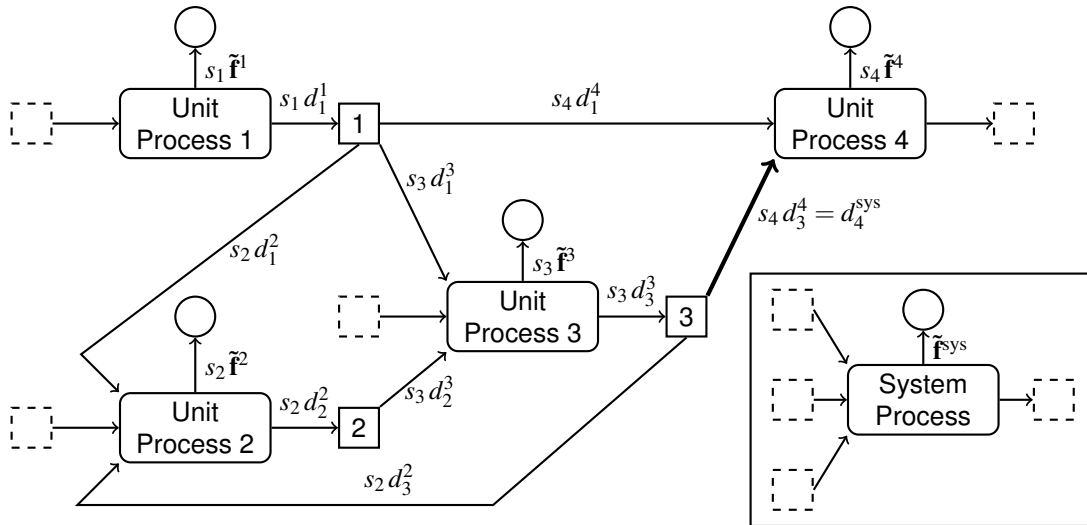 s₁ f̃¹
s₄ f̃⁴
Unit
Process 1
s₁ d₁¹
1
s₄ d₁⁴
Unit
Process 4
s₃ d₁³
s₄ d₃⁴ = d₄ˢʸˢ
s₂ d₁²
s₃ f̃³
Unit
Process 3
s₃ d₃³
3
s₂ f̃²
Unit
Process 2
s₂ d₂²
2
s₃ d₂³
s₂ d₃²
f̃ˢʸˢ
System
Process